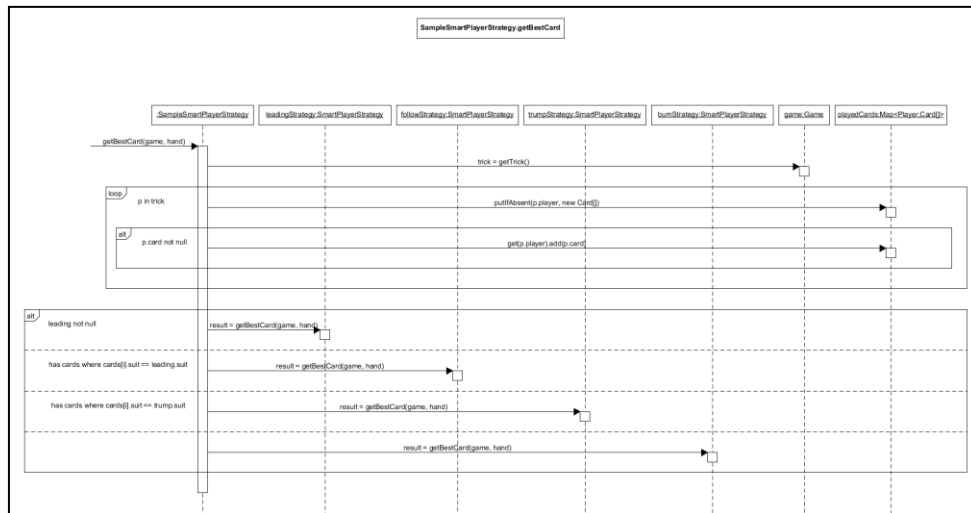 SampleSmartPlayerStrategy.getBestCard
:SampleSmartPlayerStrategy
leadingStrategy:SmartPlayerStrategy
followStrategy:SmartPlayerStrategy
trumpStrategy:SmartPlayerStrategy
bumStrategy:SmartPlayerStrategy
game:Game
playedCards:Map<Player,Card[]>
getBestCard(game, hand)
trick = getTrick()
loop
p in trick
putIfAbsent(p.player, new Card[])
alt
p.card not null
get(p.player).add(p.card)
alt
leading not null
result = getBestCard(game, hand)
has cards where cards[i].suit == leading.suit
result = getBestCard(game, hand)
has cards where cards[i].suit == trump.suit
result = getBestCard(game, hand)
result = getBestCard(game, hand)